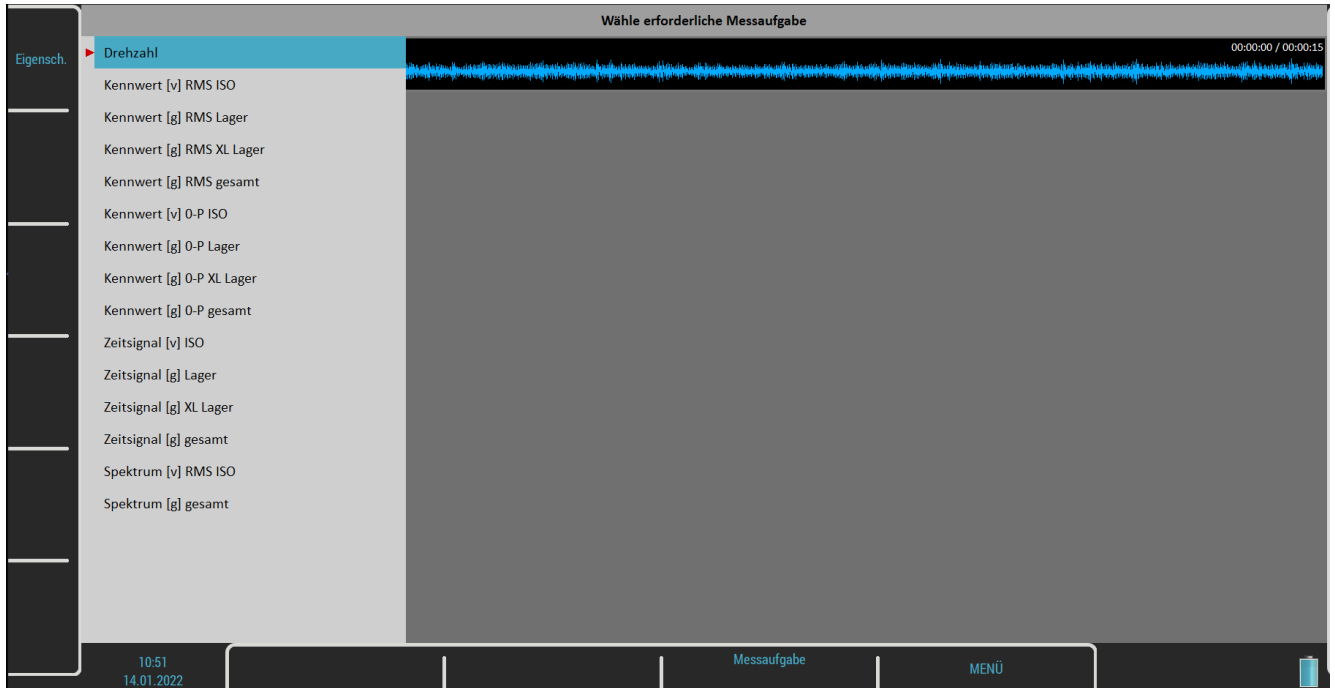 Wähle erforderliche Messaufgabe
Eigensch.
Drehzahl
00:00:00 / 00:00:15
Kennwert [v] RMS ISO
Kennwert [g] RMS Lager
Kennwert [g] RMS XL Lager
Kennwert [g] RMS gesamt
Kennwert [v] 0-P ISO
Kennwert [g] 0-P Lager
Kennwert [g] 0-P XL Lager
Kennwert [g] 0-P gesamt
Zeitsignal [v] ISO
Zeitsignal [g] Lager
Zeitsignal [g] XL Lager
Zeitsignal [g] gesamt
Spektrum [v] RMS ISO
Spektrum [g] gesamt
10:51
14.01.2022
Messaufgabe
MENÜ